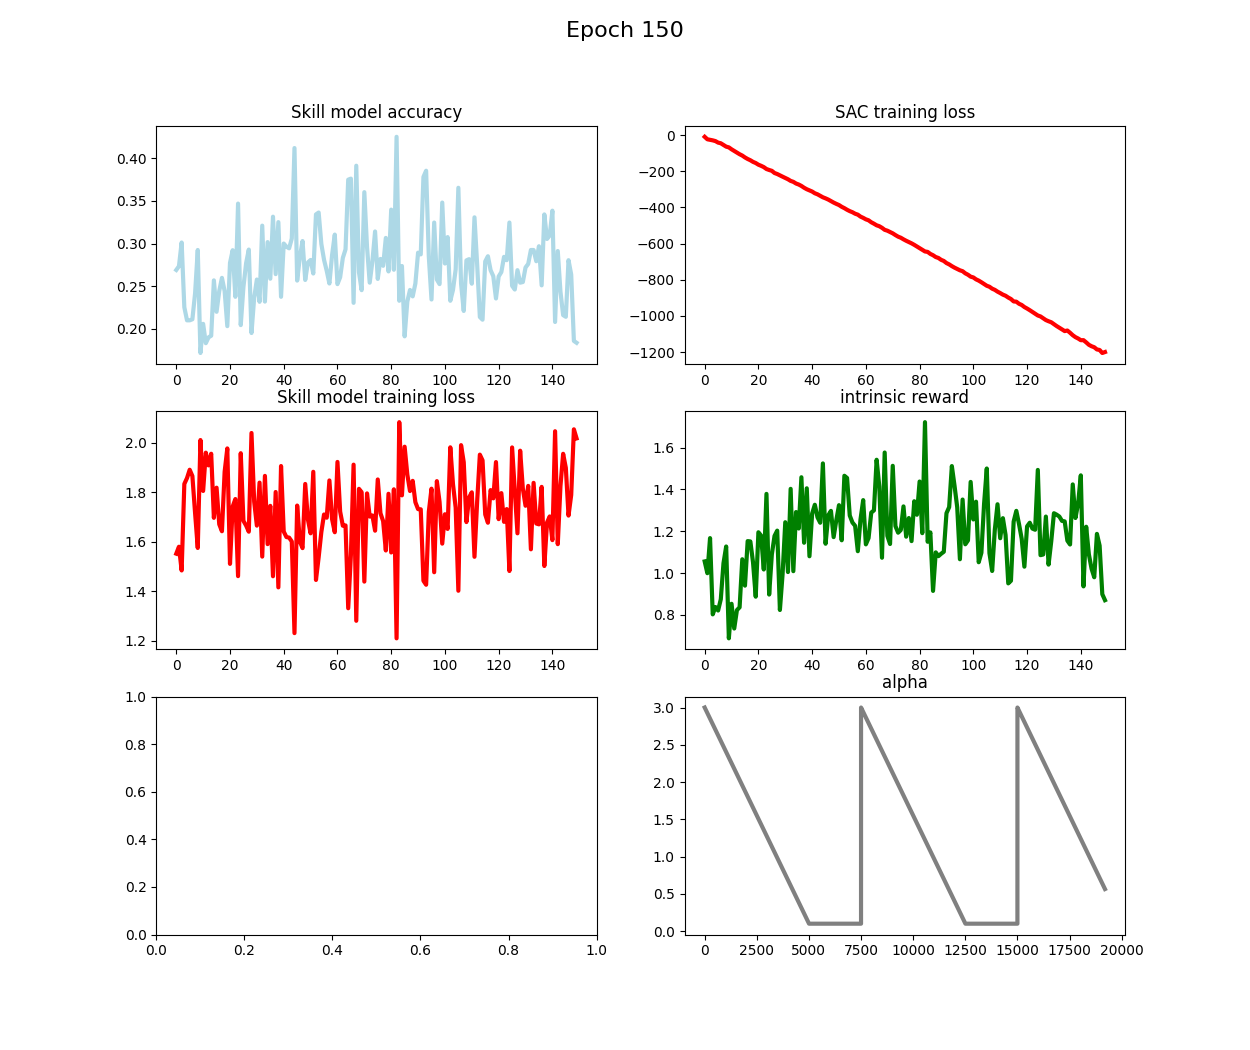 Epoch 150
Skill model accuracy
0.40
0.35
0.30
0.25
0.20
0 20 40 60 80 100 120 140
SAC training loss
0
−200
−400
−600
−800
−1000
−1200
0 20 40 60 80 100 120 140
Skill model training loss
2.0
1.8
1.6
1.4
1.2
0 20 40 60 80 100 120 140
intrinsic reward
1.6
1.4
1.2
1.0
0.8
0 20 40 60 80 100 120 140
1.0
0.8
0.6
0.4
0.2
0.0
0.0 0.2 0.4 0.6 0.8 1.0
alpha
3.0
2.5
2.0
1.5
1.0
0.5
0.0
0 2500 5000 7500 10000 12500 15000 17500 20000